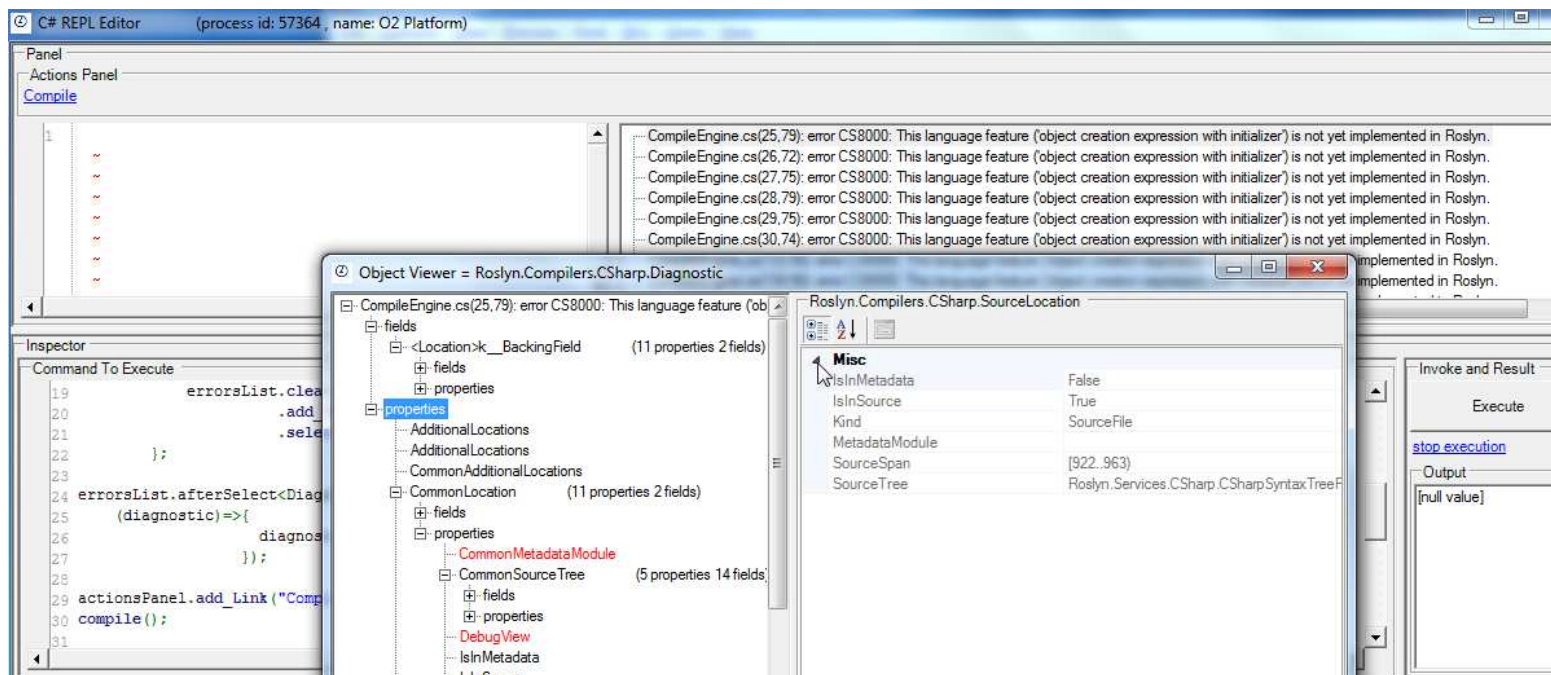 C# REPL Editor (process id: 57364 , name: O2 Platform)
Panel
Actions Panel
Compile
1
CompileEngine.cs(25,79): error CS8000: This language feature ('object creation expression with initializer') is not yet implemented in Roslyn.
CompileEngine.cs(26,72): error CS8000: This language feature ('object creation expression with initializer') is not yet implemented in Roslyn.
CompileEngine.cs(27,75): error CS8000: This language feature ('object creation expression with initializer') is not yet implemented in Roslyn.
CompileEngine.cs(28,79): error CS8000: This language feature ('object creation expression with initializer') is not yet implemented in Roslyn.
CompileEngine.cs(29,75): error CS8000: This language feature ('object creation expression with initializer') is not yet implemented in Roslyn.
CompileEngine.cs(30,74): error CS8000: This language feature ('object creation expression with initializer') is not yet implemented in Roslyn.
implemented in Roslyn.
implemented in Roslyn.
Inspector
Command To Execute
19 errorsList.clea
20 .add_
21 .sele
22 };
23
24 errorsList.afterSelect<Diag
25 (diagnostic)=>{
26 diagnos
27 });
28
29 actionsPanel.add_Link("Comp
30 compile();
31
Object Viewer = Roslyn.Compilers.CSharp.Diagnostic
CompileEngine.cs(25,79): error CS8000: This language feature ('ob
fields
<Location>k__BackingField (11 properties 2 fields)
fields
properties
properties
AdditionalLocations
AdditionalLocations
CommonAdditionalLocations
CommonLocation (11 properties 2 fields)
fields
properties
CommonMetadataModule
CommonSourceTree (5 properties 14 fields)
fields
properties
DebugView
IsInMetadata
Roslyn.Compilers.CSharp.SourceLocation
Misc
IsInMetadata False
IsInSource True
Kind SourceFile
MetadataModule
SourceSpan [922..963)
SourceTree Roslyn.Services.CSharp.CSharpSyntaxTreeF
Invoke and Result
Execute
stop execution
Output
[null value]